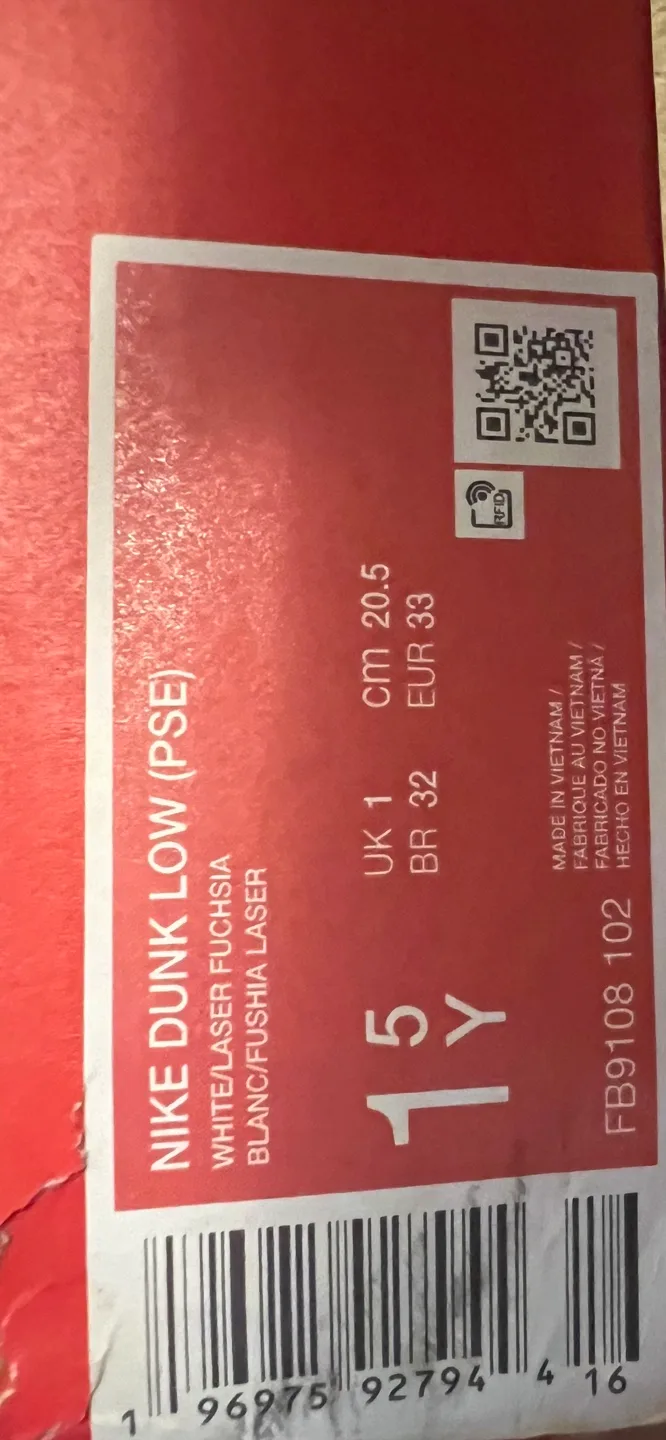 NIKE DUNK LOW (PSE)
WHITE/LASER FUCHSIA
BLANC/FUSHIA LASER
1 5 Y
UK 1 cm 20.5
BR 32 EUR 33
RFID
MADE IN VIETNAM /
FABRIQUE AU VIETNAM /
FABRICADO NO VIETNÃ /
HECHO EN VIETNAM
FB9108 102
1 96975 92794 4 16